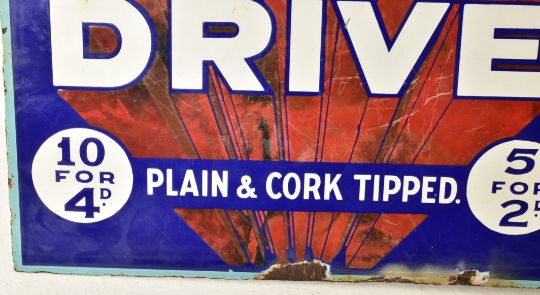 DRIVE
10
FOR
4D.
PLAIN & CORK TIPPED.
5
FOR
2D.